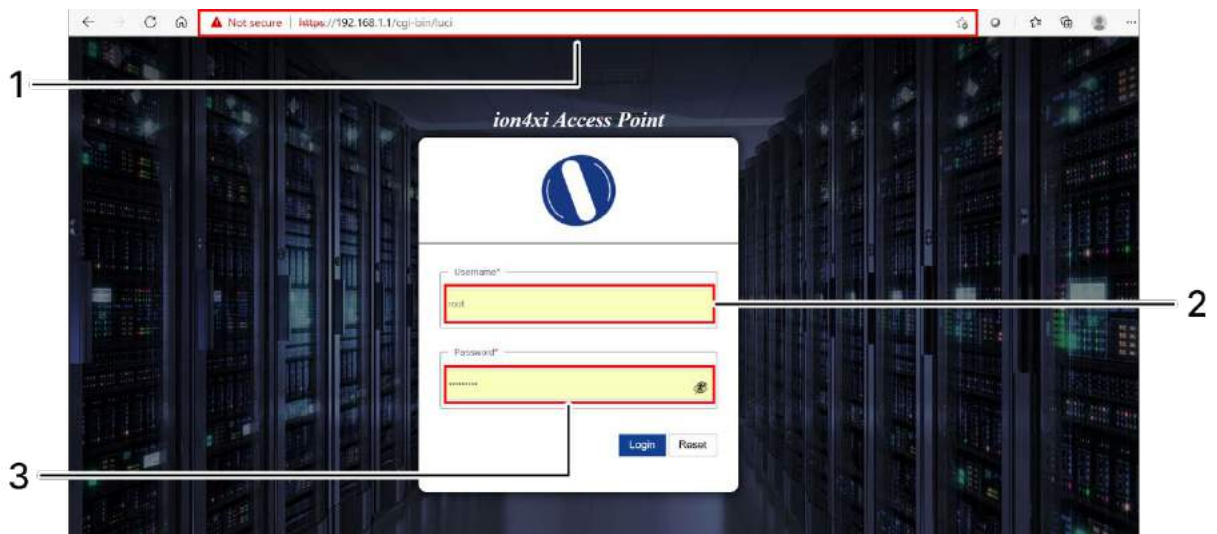 Not secure | https://192.168.1.1/cgi-bin/luci
1
ion4xi Access Point
Username*
root
2
Password*
Login Reset
3